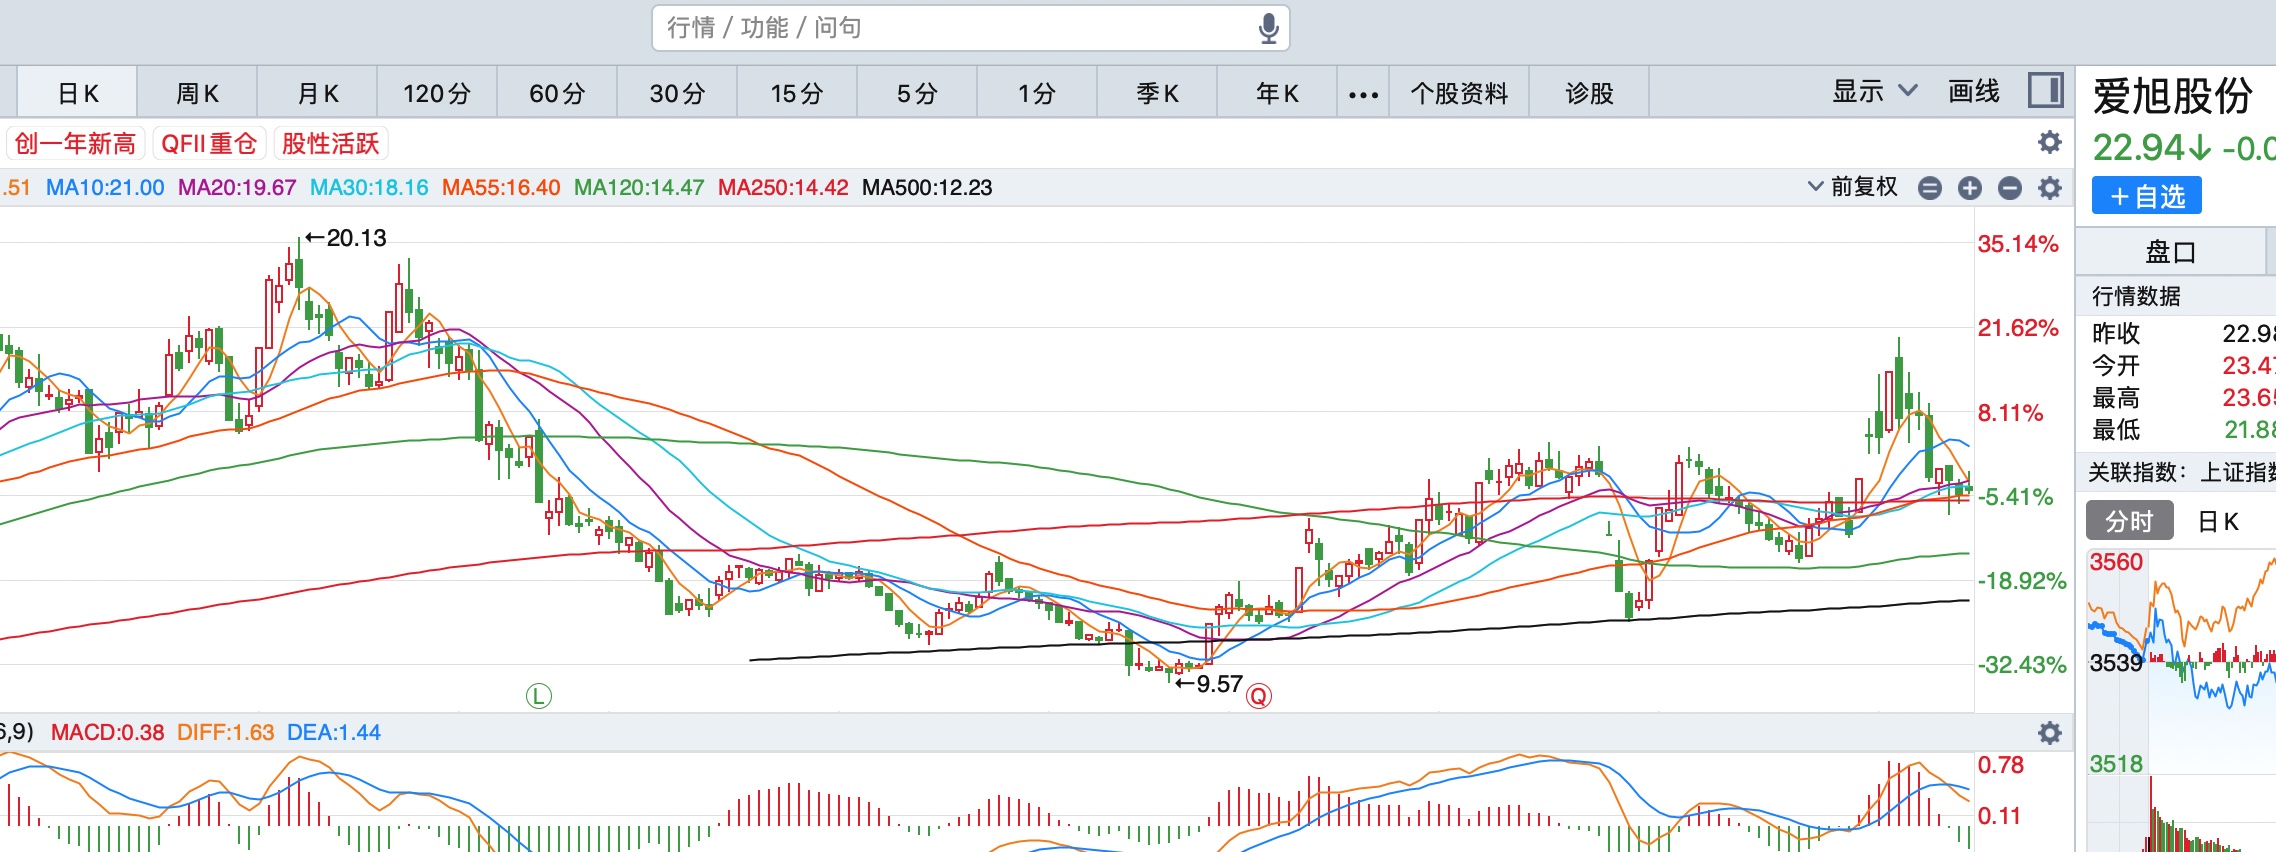 行情 / 功能 / 问句
日K 周K 月K 120分 60分 30分 15分 5分 1分 季K 年K ••• 个股资料 诊股 显示 画线
创一年新高 QFII重仓 股性活跃
.51 MA10:21.00 MA20:19.67 MA30:18.16 MA55:16.40 MA120:14.47 MA250:14.42 MA500:12.23 前复权
←20.13
←9.57
L
Q
35.14%
21.62%
8.11%
-5.41%
-18.92%
-32.43%
6,9) MACD:0.38 DIFF:1.63 DEA:1.44
0.78
0.11
爱旭股份
22.94↓ -0.0
+自选
盘口
行情数据
昨收 22.98
今开 23.47
最高 23.65
最低 21.88
关联指数：上证指数
分时 日K
3560
3539
3518